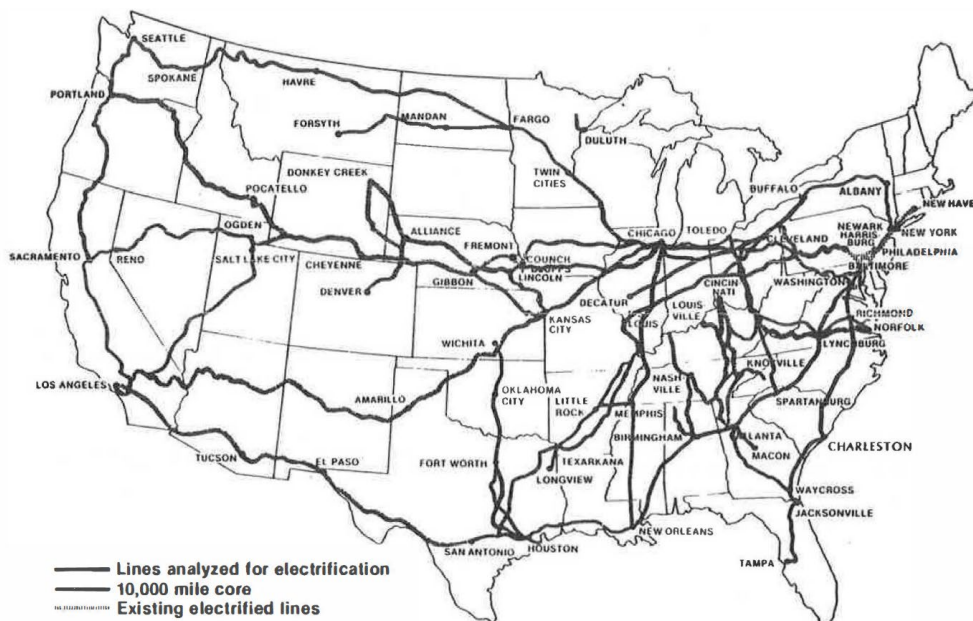 SEATTLE
SPOKANE
PORTLAND
HAVRE
FORSYTH
MANDAN
FARGO
DULUTH
TWIN
CITIES
DONKEY CREEK
POCATELLO
BUFFALO
ALBANY
NEW HAVE
NEW YORK
NEWARK
HARRIS
BURG
PHILADELPHIA
BALTIMORE
WASHINGTON
OGDEN
ALLIANCE
FREMONT
CHICAGO
TOLEDO
CLEVELAND
SACRAMENTO
RENO
SALT LAKE CITY
CHEYENNE
GIBBON
COUNCH
BLUFFS
LINCOLN
DENVER
DECATUR
CINCIN
NATI
KANSAS
CITY
LOUIS
LOUIS-
VILLE
RICHMOND
NORFOLK
LYNCHBURG
WICHITA
KNOXVILLE
LOS ANGELES
AMARILLO
OKLAHOMA
CITY
LITTLE
ROCK
NASH-
VILLE
MEMPHIS
SPARTANBURG
BIRMINGHAM
ATLANTA
CHARLESTON
MACON
TUCSON
EL PASO
FORT WORTH
TEXARKANA
LONGVIEW
WAYCROSS
JACKSONVILLE
SAN ANTONIO
HOUSTON
NEW ORLEANS
TAMPA
Lines analyzed for electrification
10,000 mile core
Existing electrified lines